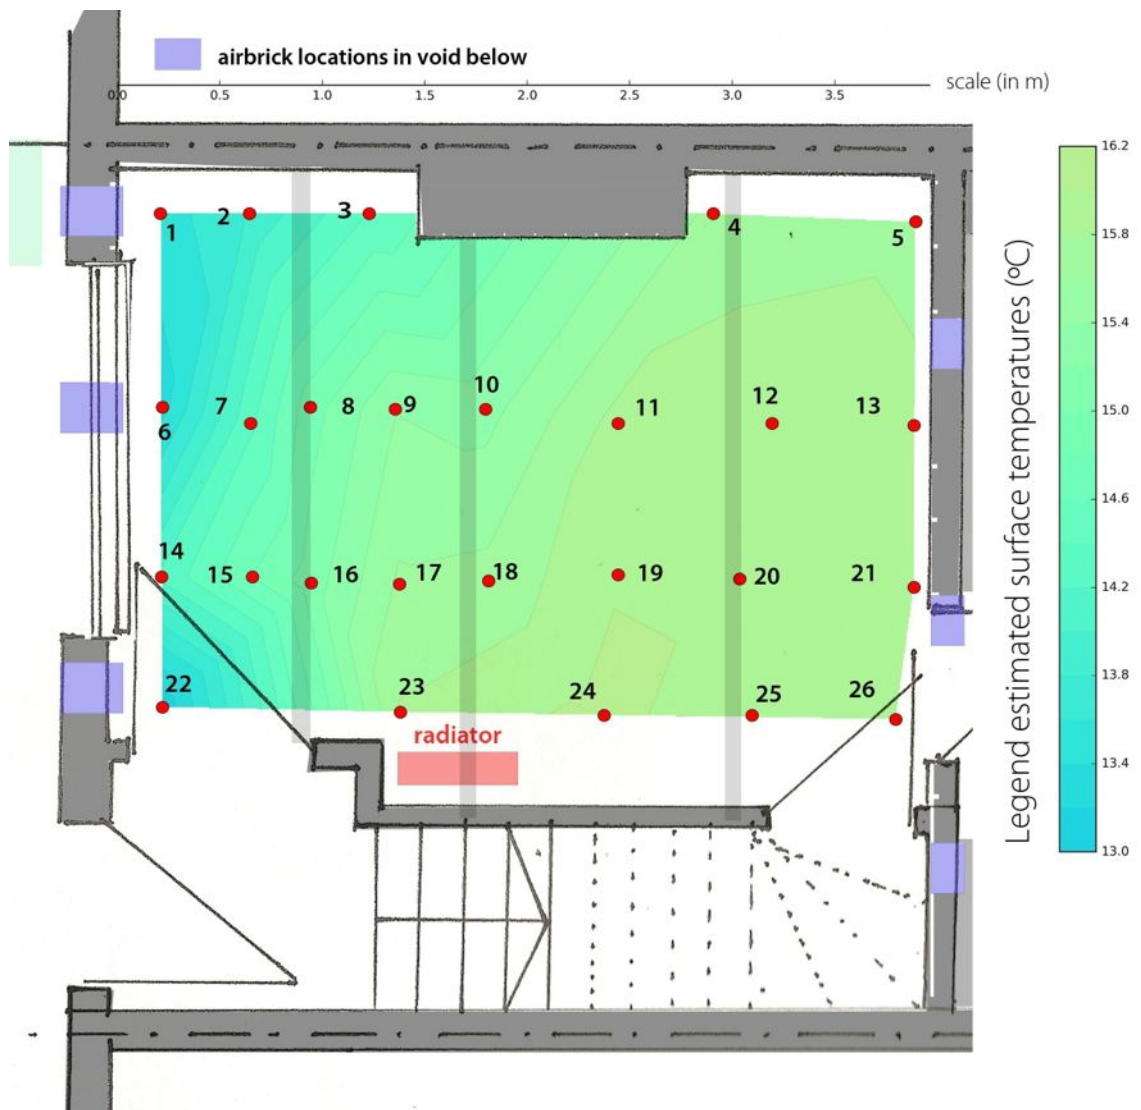 airbrick locations in void below
scale (in m)
0.0 0.5 1.0 1.5 2.0 2.5 3.0 3.5
16.2
15.8
15.4
15.0
14.6
14.2
13.8
13.4
13.0
Legend estimated surface temperatures (ºC)
1 2 3 4 5
6 7 8 9 10 11 12 13
14 15 16 17 18 19 20 21
22 23 24 25 26
radiator